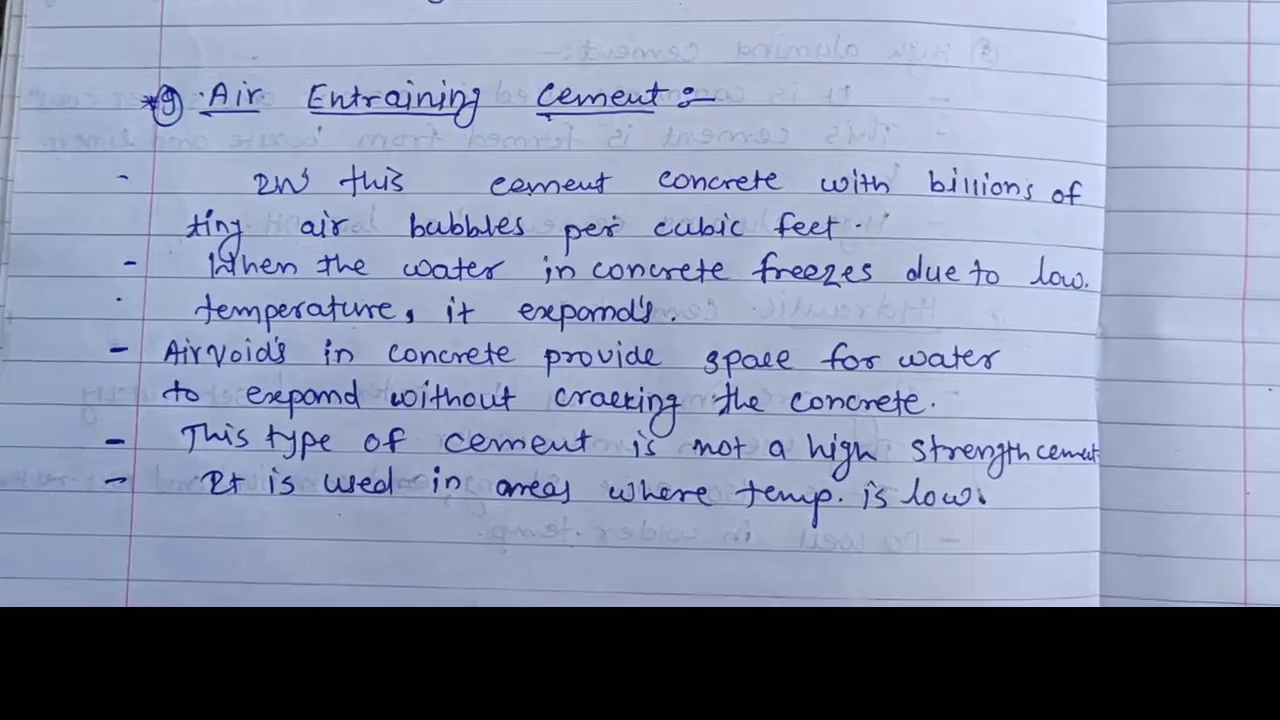 *9) Air Entraining Cement :-
- In this cement concrete with billions of
tiny air bubbles per cubic feet.
- When the water in concrete freezes due to low.
temperature, it expand's.
- Air Void's in concrete provide space for water
to expand without cracking the concrete.
- This type of cement is not a high strength cement
- It is used in areas where temp. is low.